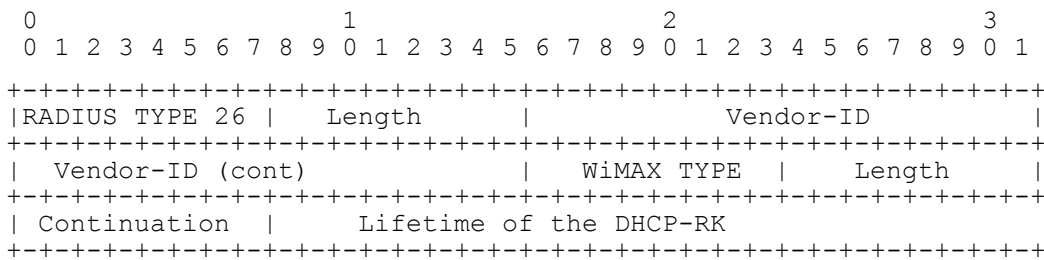 0                   1                   2                   3
0 1 2 3 4 5 6 7 8 9 0 1 2 3 4 5 6 7 8 9 0 1 2 3 4 5 6 7 8 9 0 1
+-+-+-+-+-+-+-+-+-+-+-+-+-+-+-+-+-+-+-+-+-+-+-+-+-+-+-+-+-+-+-+-+
|RADIUS TYPE 26 |   Length      |            Vendor-ID          |
+-+-+-+-+-+-+-+-+-+-+-+-+-+-+-+-+-+-+-+-+-+-+-+-+-+-+-+-+-+-+-+-+
|  Vendor-ID (cont)             |   WiMAX TYPE  |    Length     |
+-+-+-+-+-+-+-+-+-+-+-+-+-+-+-+-+-+-+-+-+-+-+-+-+-+-+-+-+-+-+-+-+
| Continuation  |     Lifetime of the DHCP-RK
+-+-+-+-+-+-+-+-+-+-+-+-+-+-+-+-+-+-+-+-+-+-+-+-+-+-+-+-+-+-+-+-+